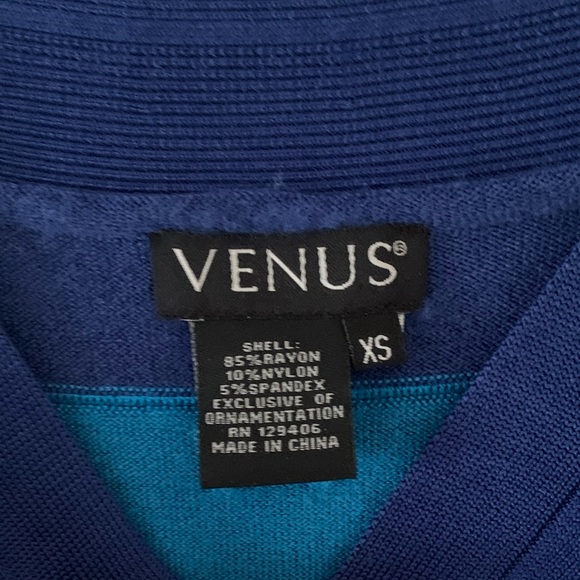 VENUS®
XS
SHELL:
85%RAYON
10%NYLON
5%SPANDEX
EXCLUSIVE OF
ORNAMENTATION
RN 129406
MADE IN CHINA